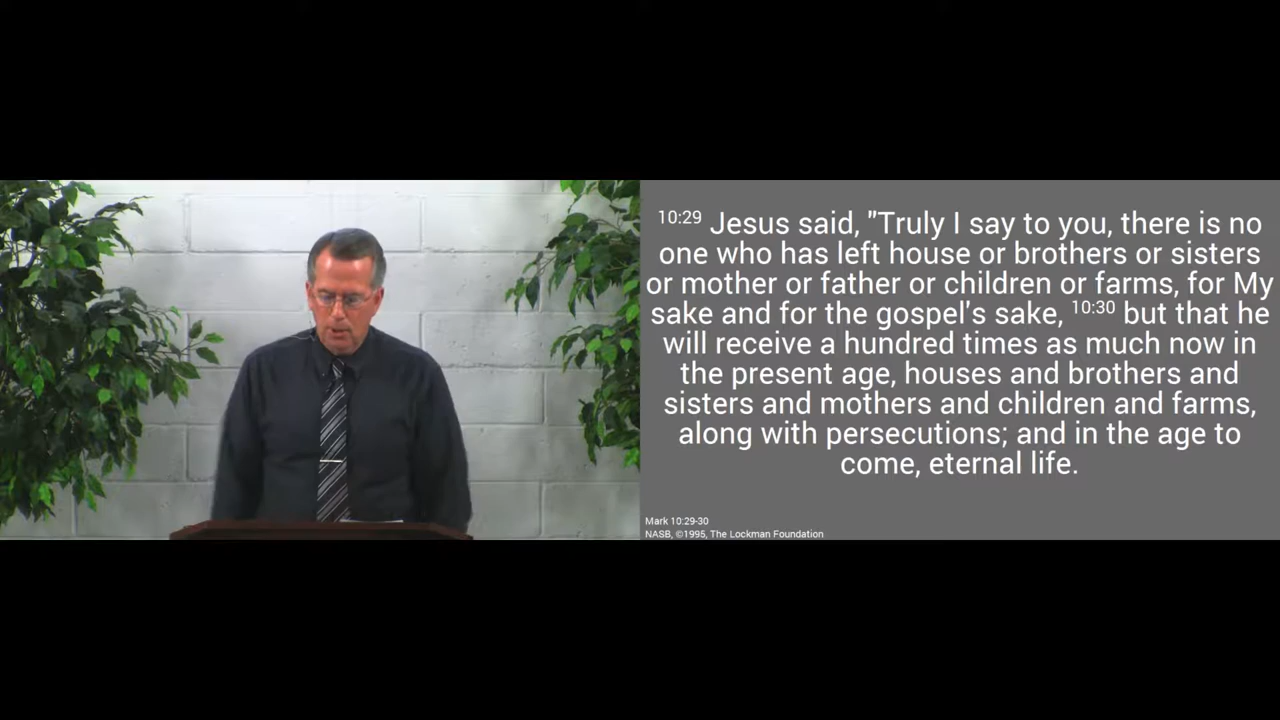 10:29 Jesus said, "Truly I say to you, there is no
one who has left house or brothers or sisters
or mother or father or children or farms, for My
sake and for the gospel's sake, 10:30 but that he
will receive a hundred times as much now in
the present age, houses and brothers and
sisters and mothers and children and farms,
along with persecutions; and in the age to
come, eternal life.
Mark 10:29-30
NASB, ©1995, The Lockman Foundation